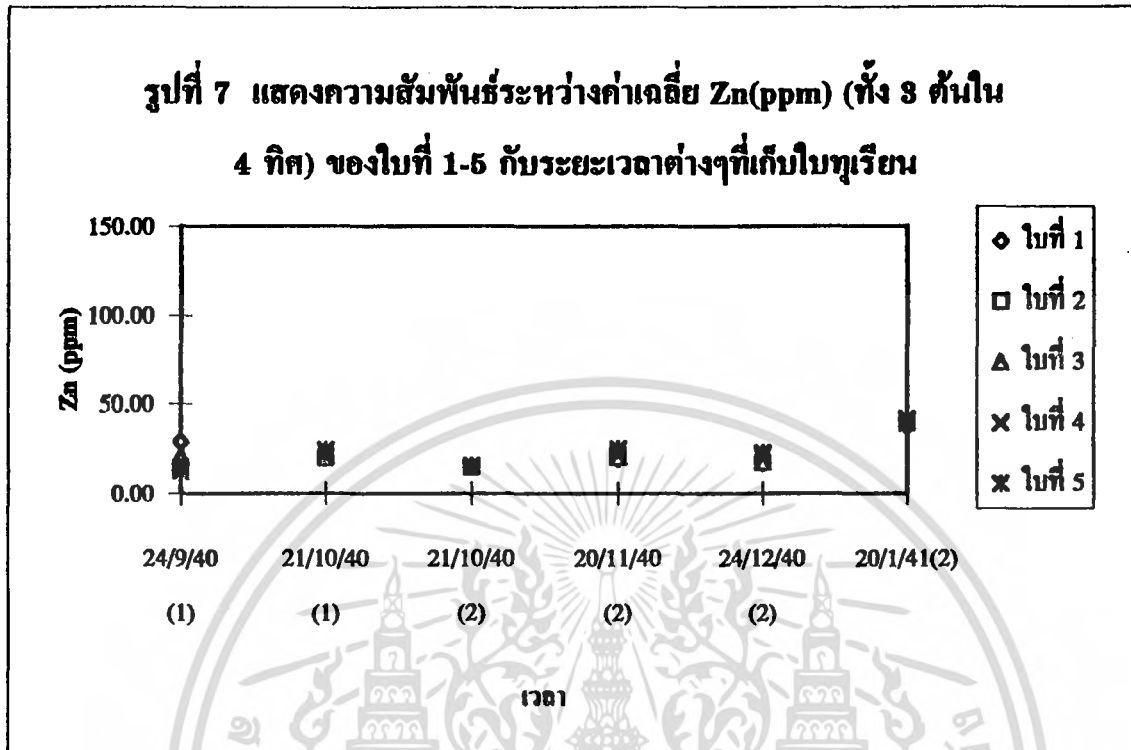 รูปที่ 7 แสดงความสัมพันธ์ระหว่างค่าเฉลี่ย Zn(ppm) (ทั้ง 3 ต้นใน
4 ทิศ) ของใบที่ 1-5 กับระยะเวลาต่างๆที่เก็บใบทุเรียน
150.00
100.00
50.00
0.00
Zn (ppm)
24/9/40 21/10/40 21/10/40 20/11/40 24/12/40 20/1/41(2)
(1) (1) (2) (2) (2)
เวลา
ใบที่ 1
ใบที่ 2
ใบที่ 3
ใบที่ 4
ใบที่ 5